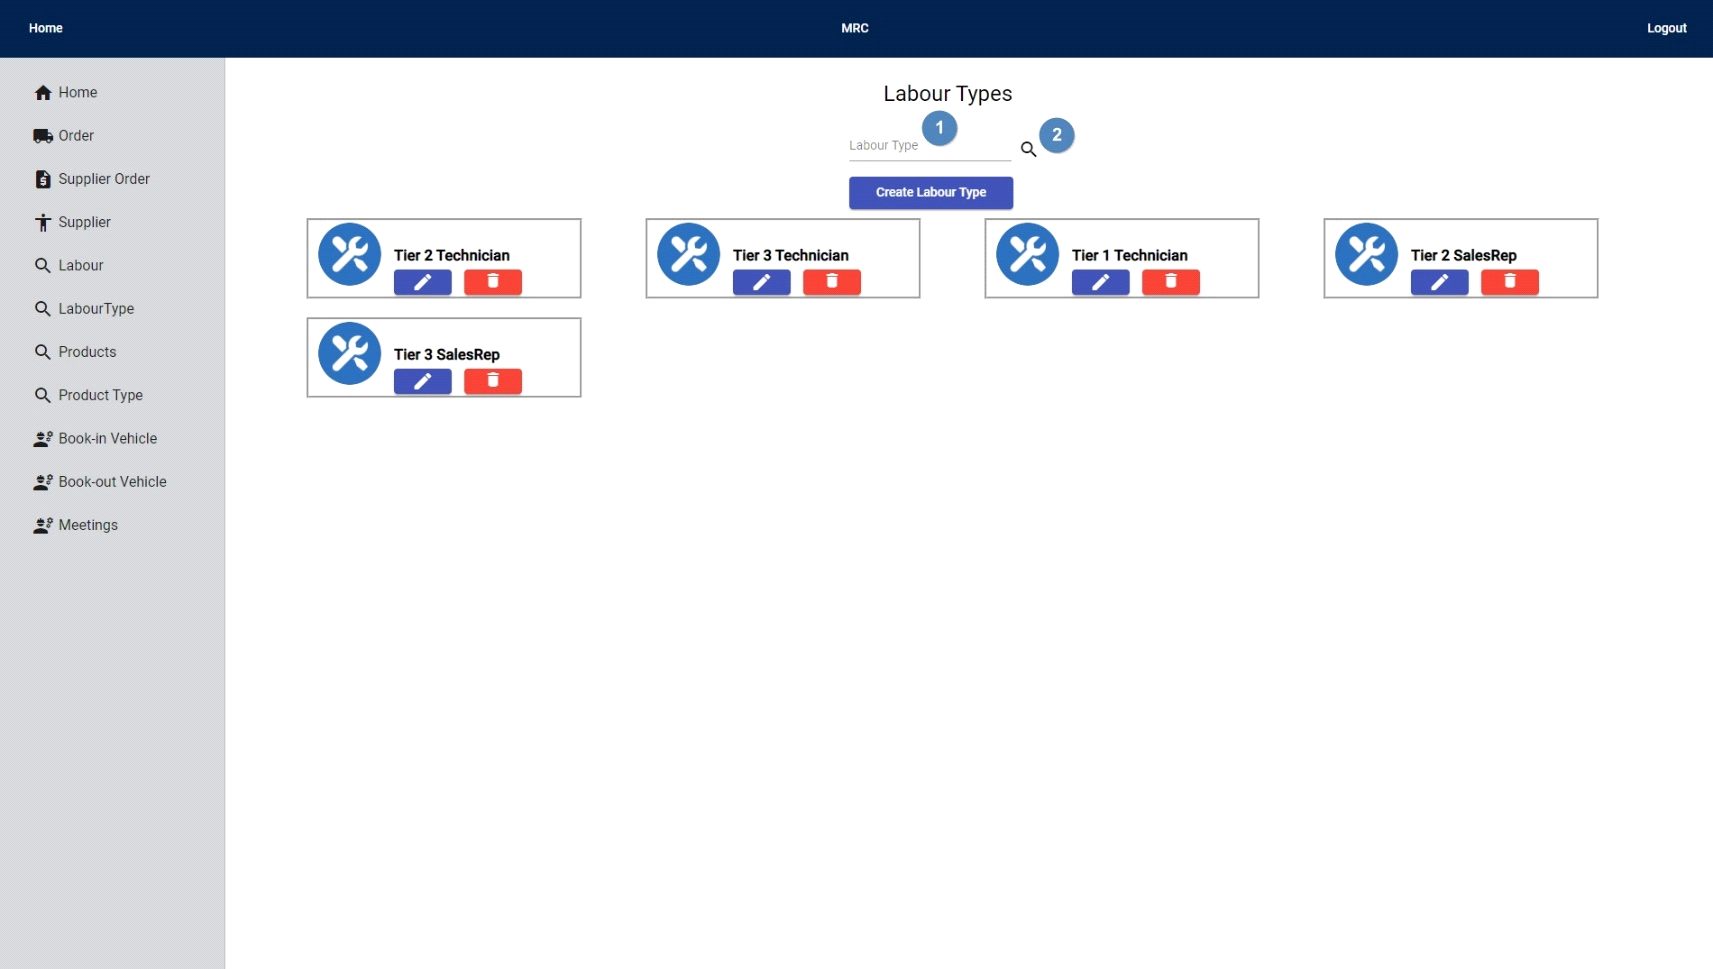 Home
MRC
Logout
Home
Order
Supplier Order
Supplier
Labour
LabourType
Products
Product Type
Book-in Vehicle
Book-out Vehicle
Meetings
Labour Types
1
2
Labour Type
Create Labour Type
Tier 2 Technician
Tier 3 Technician
Tier 1 Technician
Tier 2 SalesRep
Tier 3 SalesRep